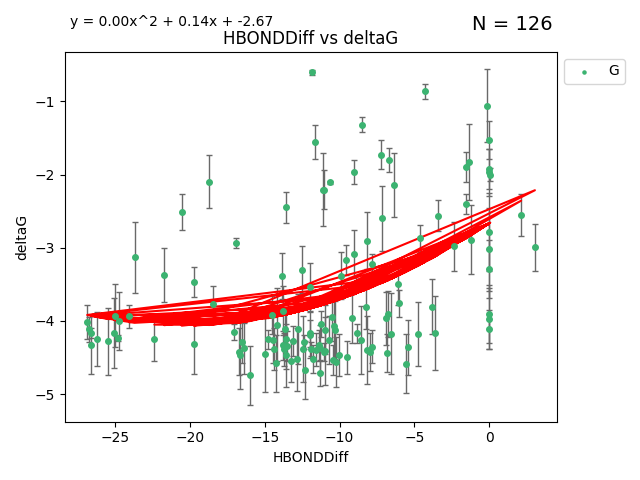 y = 0.00x^2 + 0.14x + -2.67
N = 126
HBONDDiff vs deltaG
G
−1
−2
−3
−4
−5
deltaG
−25 −20 −15 −10 −5 0
HBONDDiff